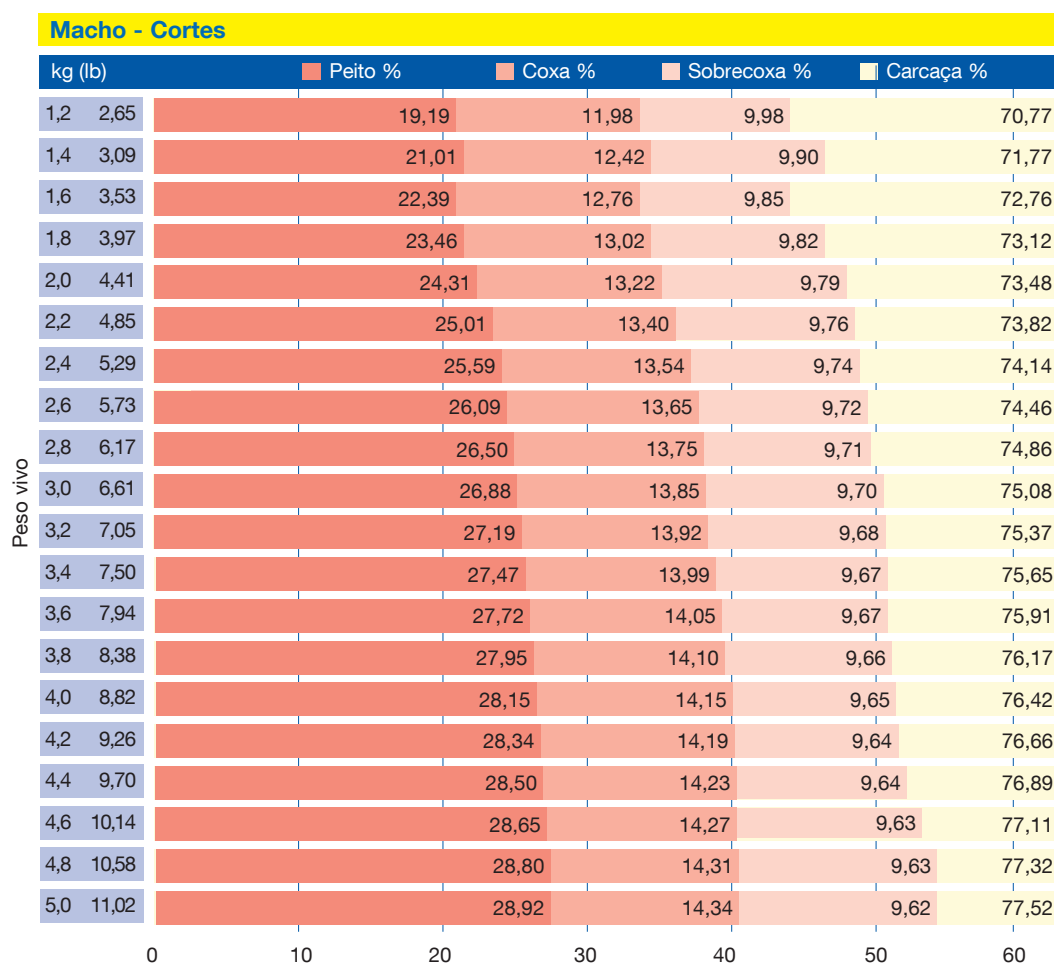 Macho - Cortes
kg (lb) Peito % Coxa % Sobrecoxa % Carcaça %
1,2 2,65 19,19 11,98 9,98 70,77
1,4 3,09 21,01 12,42 9,90 71,77
1,6 3,53 22,39 12,76 9,85 72,76
1,8 3,97 23,46 13,02 9,82 73,12
2,0 4,41 24,31 13,22 9,79 73,48
2,2 4,85 25,01 13,40 9,76 73,82
2,4 5,29 25,59 13,54 9,74 74,14
2,6 5,73 26,09 13,65 9,72 74,46
2,8 6,17 26,50 13,75 9,71 74,86
3,0 6,61 26,88 13,85 9,70 75,08
3,2 7,05 27,19 13,92 9,68 75,37
3,4 7,50 27,47 13,99 9,67 75,65
3,6 7,94 27,72 14,05 9,67 75,91
3,8 8,38 27,95 14,10 9,66 76,17
4,0 8,82 28,15 14,15 9,65 76,42
4,2 9,26 28,34 14,19 9,64 76,66
4,4 9,70 28,50 14,23 9,64 76,89
4,6 10,14 28,65 14,27 9,63 77,11
4,8 10,58 28,80 14,31 9,63 77,32
5,0 11,02 28,92 14,34 9,62 77,52
0 10 20 30 40 50 60
Peso vivo